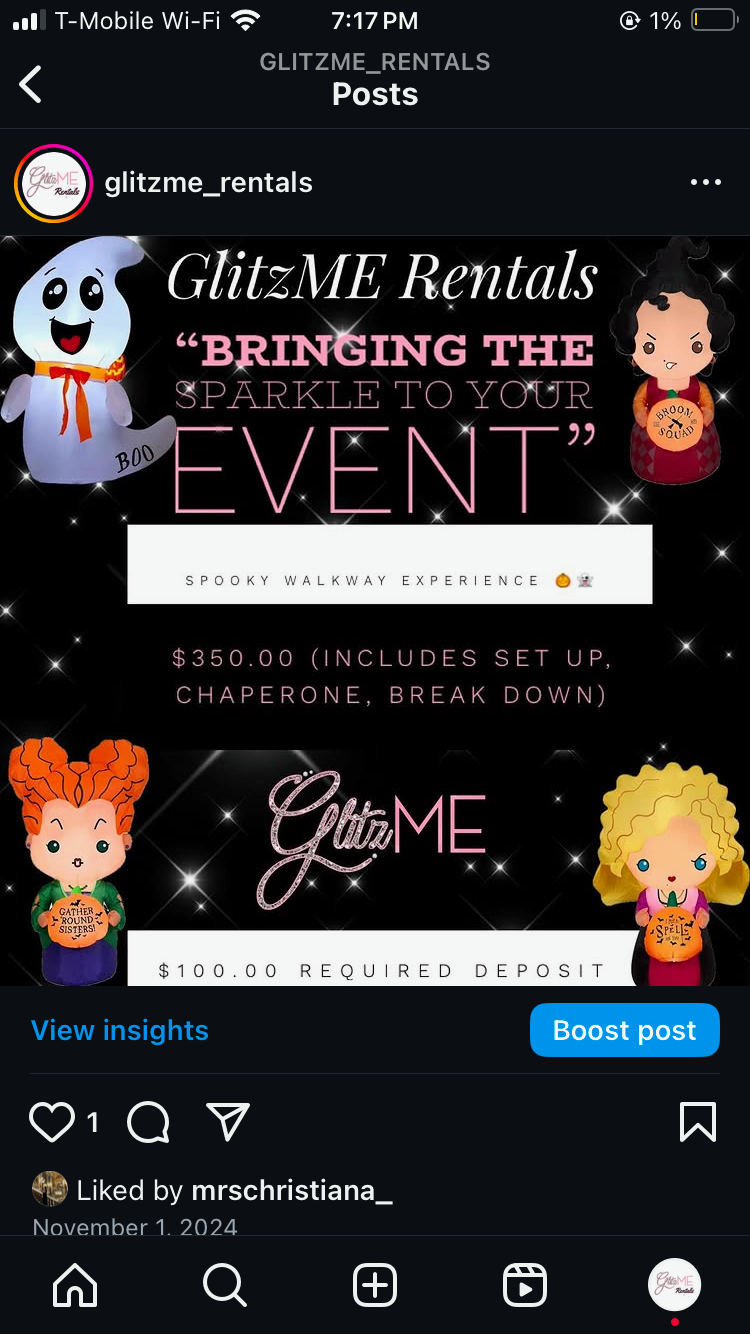 T-Mobile Wi-Fi 7:17 PM 1%
GLITZME_RENTALS
Posts
glitzme_rentals
GlitzME Rentals
“BRINGING THE
SPARKLE TO YOUR
EVENT”
BOO
BROOM
SQUAD
SPOOKY WALKWAY EXPERIENCE 🎃👻
$350.00 (INCLUDES SET UP,
CHAPERONE, BREAK DOWN)
GlitzME
GATHER
'ROUND
SISTERS!
SPELL
$100.00 REQUIRED DEPOSIT
View insights
Boost post
1
Liked by mrschristiana_
November 1, 2024